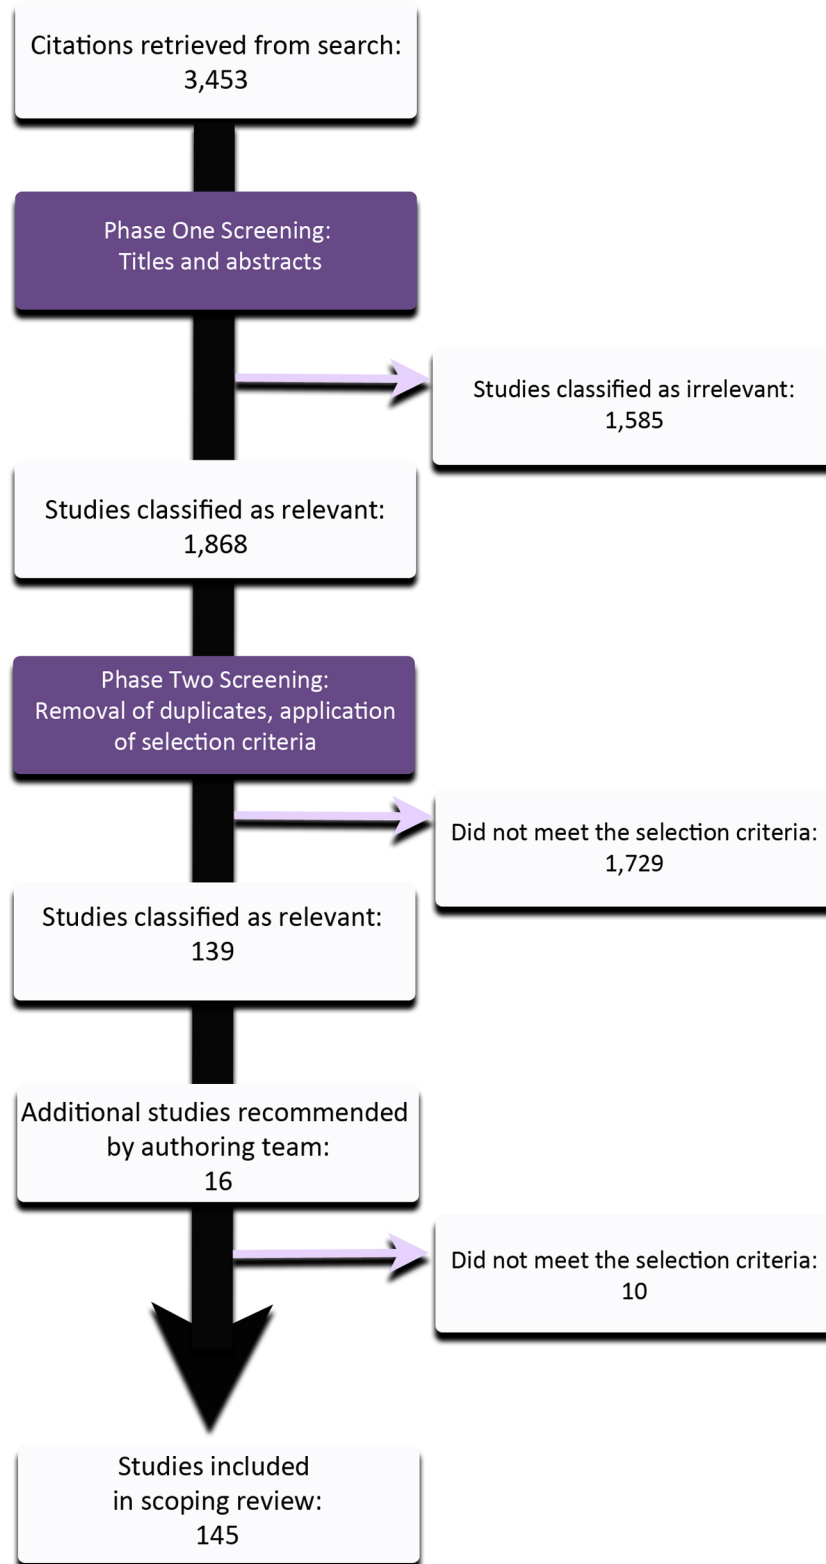 Citations retrieved from search:
3,453
Phase One Screening:
Titles and abstracts
Studies classified as irrelevant:
1,585
Studies classified as relevant:
1,868
Phase Two Screening:
Removal of duplicates, application
of selection criteria
Did not meet the selection criteria:
1,729
Studies classified as relevant:
139
Additional studies recommended
by authoring team:
16
Did not meet the selection criteria:
10
Studies included
in scoping review:
145